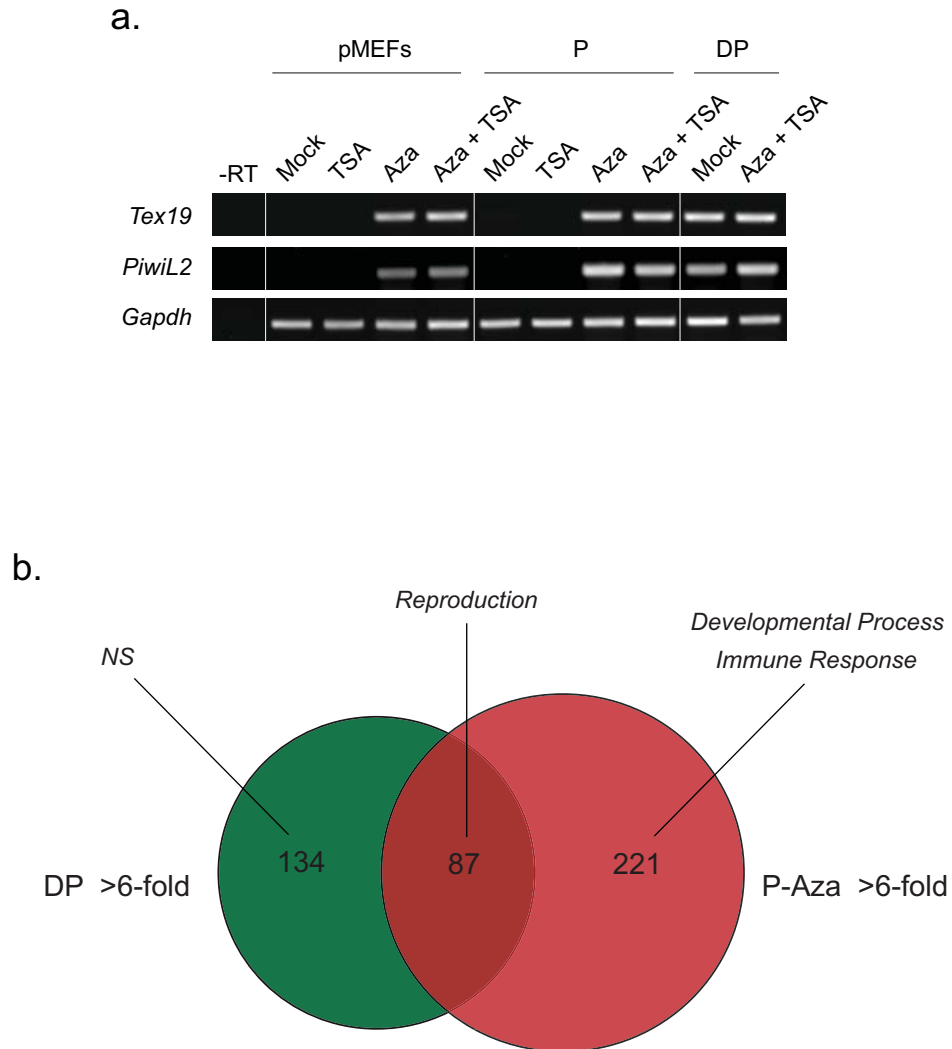 a.
pMEFs P DP
-RT Mock TSA Aza Aza + TSA Mock TSA Aza Aza + TSA Mock Aza + TSA
Tex19
PiwiL2
Gapdh
b.
Reproduction
Developmental Process
NS
Immune Response
134 87 221
DP >6-fold P-Aza >6-fold